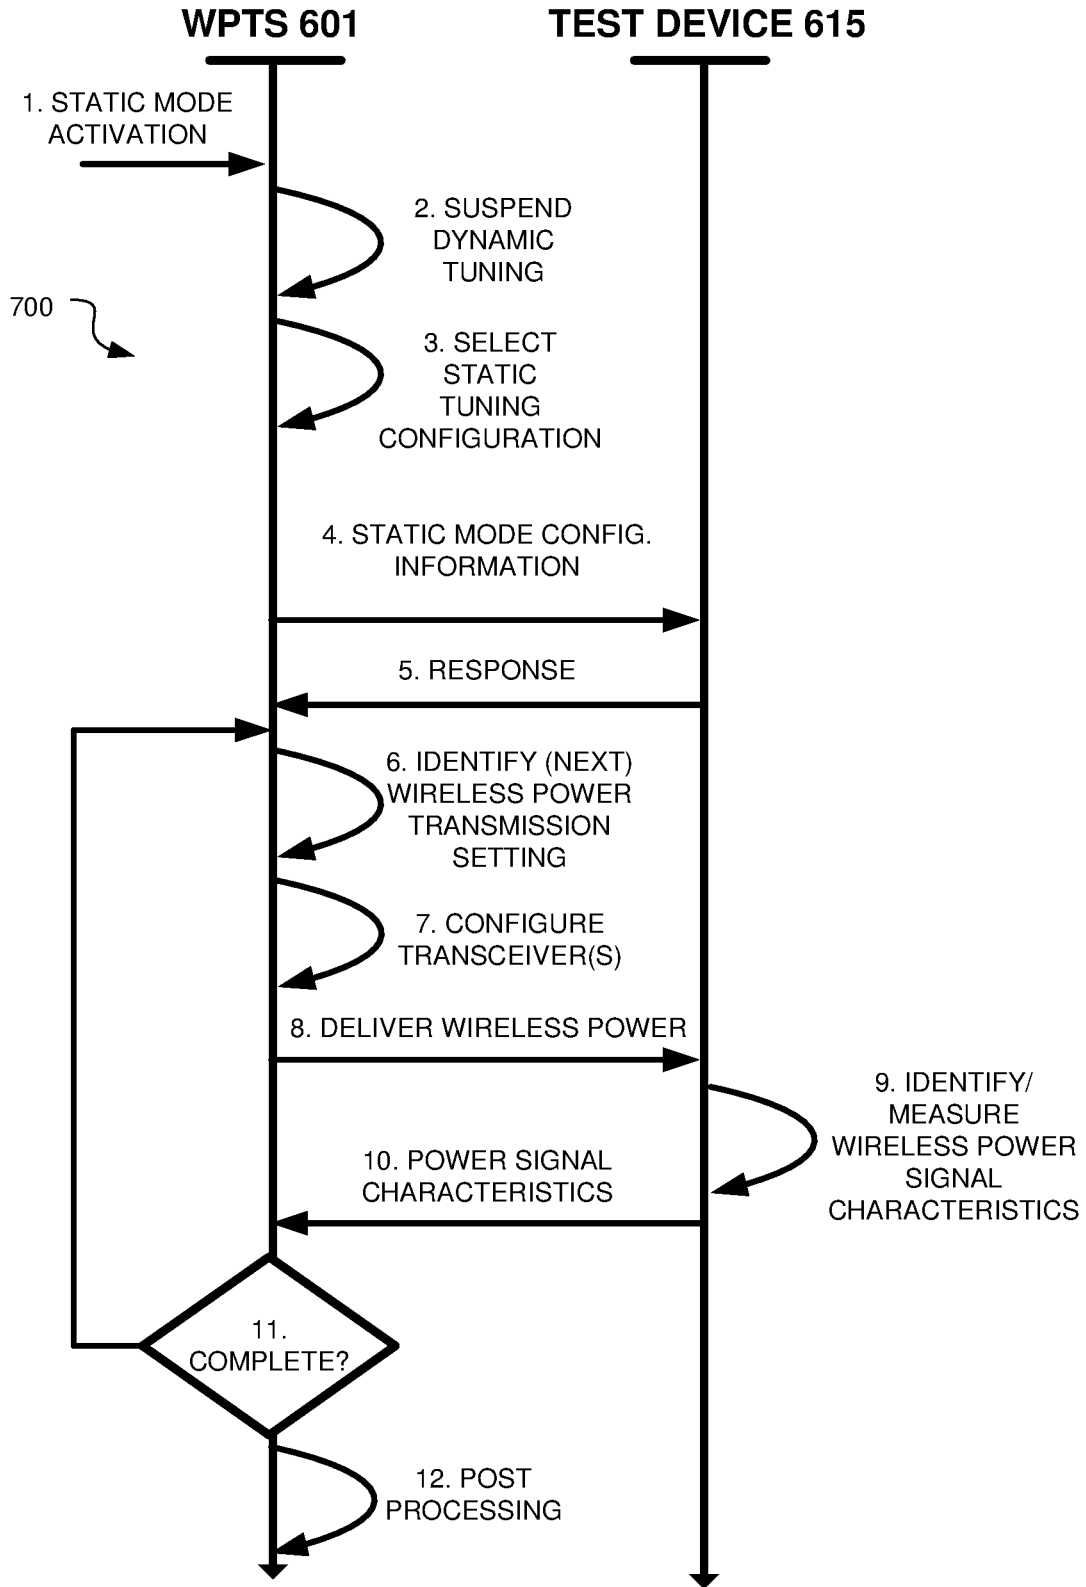 WPTS 601
TEST DEVICE 615
1. STATIC MODE
ACTIVATION
2. SUSPEND
DYNAMIC
TUNING
700
3. SELECT
STATIC
TUNING
CONFIGURATION
4. STATIC MODE CONFIG.
INFORMATION
5. RESPONSE
6. IDENTIFY (NEXT)
WIRELESS POWER
TRANSMISSION
SETTING
7. CONFIGURE
TRANSCEIVER(S)
8. DELIVER WIRELESS POWER
9. IDENTIFY/
MEASURE
WIRELESS POWER
SIGNAL
CHARACTERISTICS
10. POWER SIGNAL
CHARACTERISTICS
11.
COMPLETE?
12. POST
PROCESSING